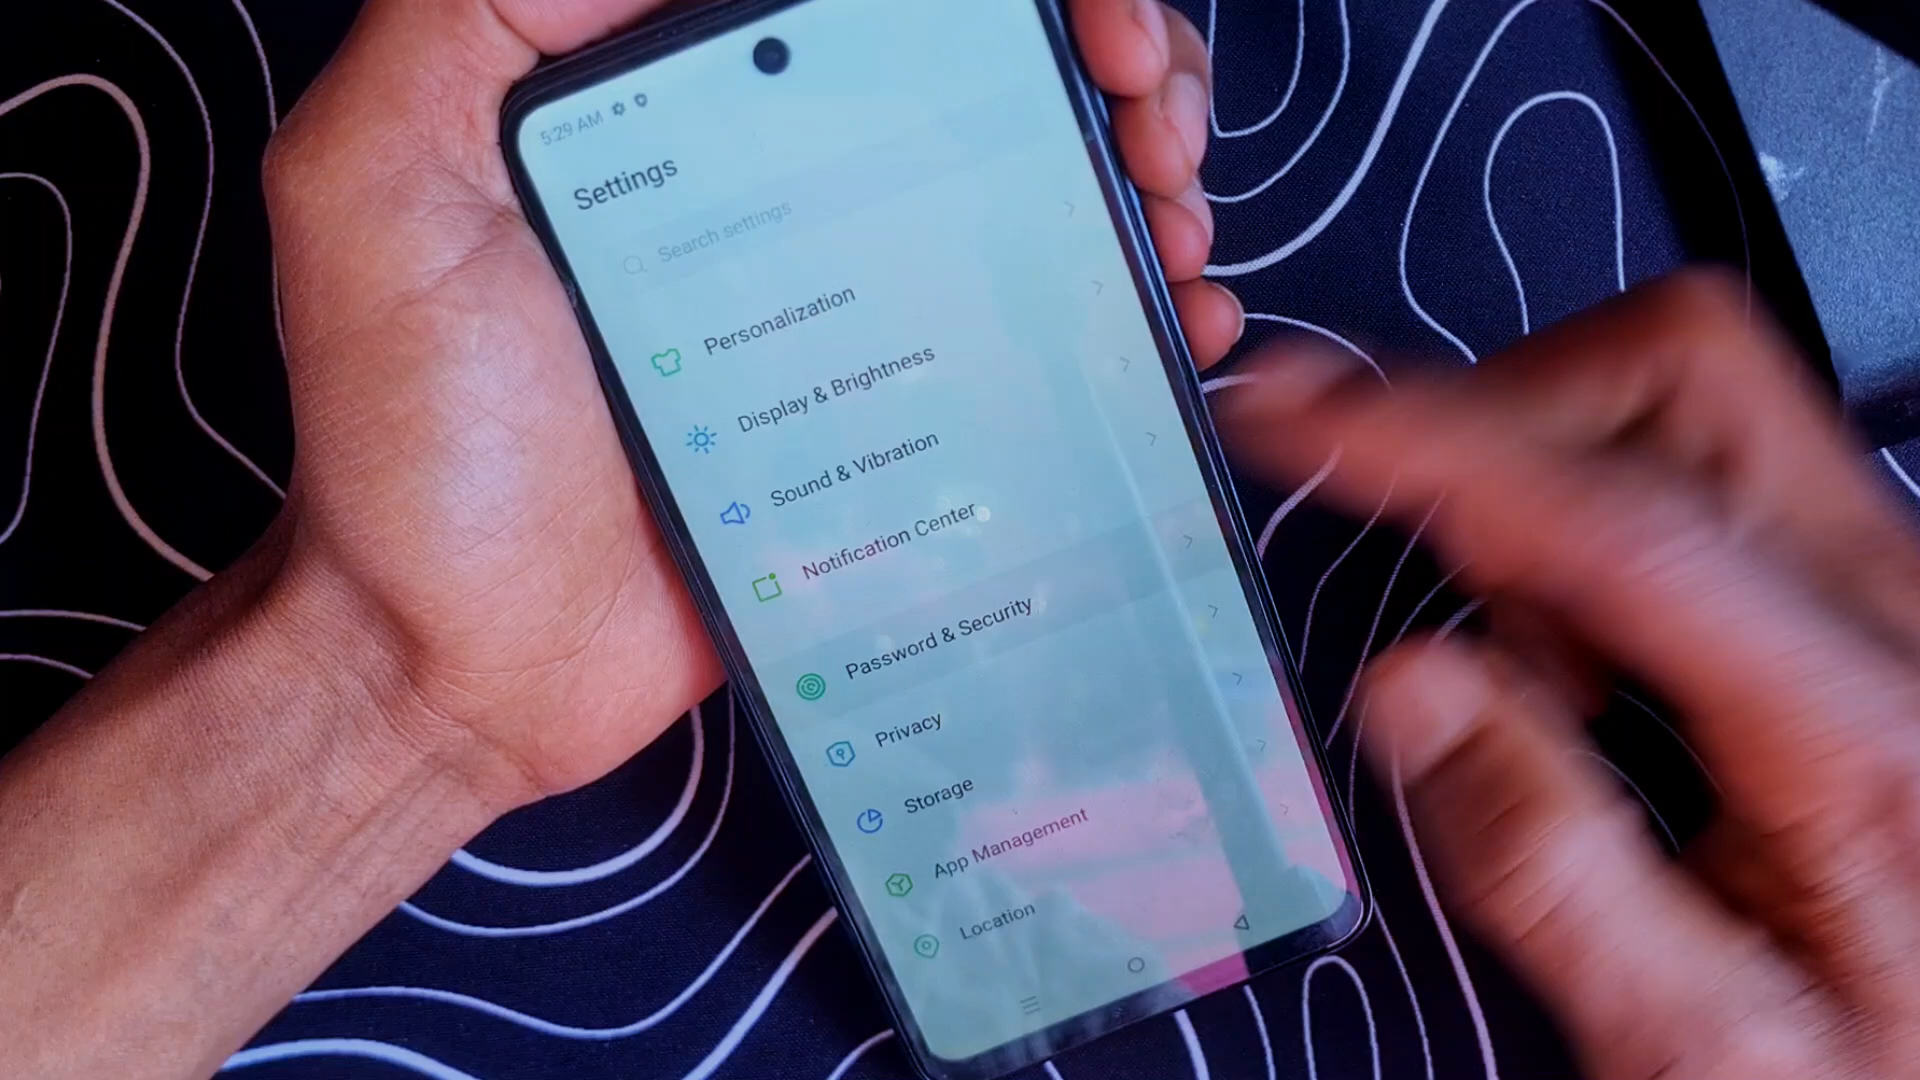 5:29 AM
Settings
Search settings
Personalization
Display & Brightness
Sound & Vibration
Notification Center
Password & Security
Privacy
Storage
App Management
Location